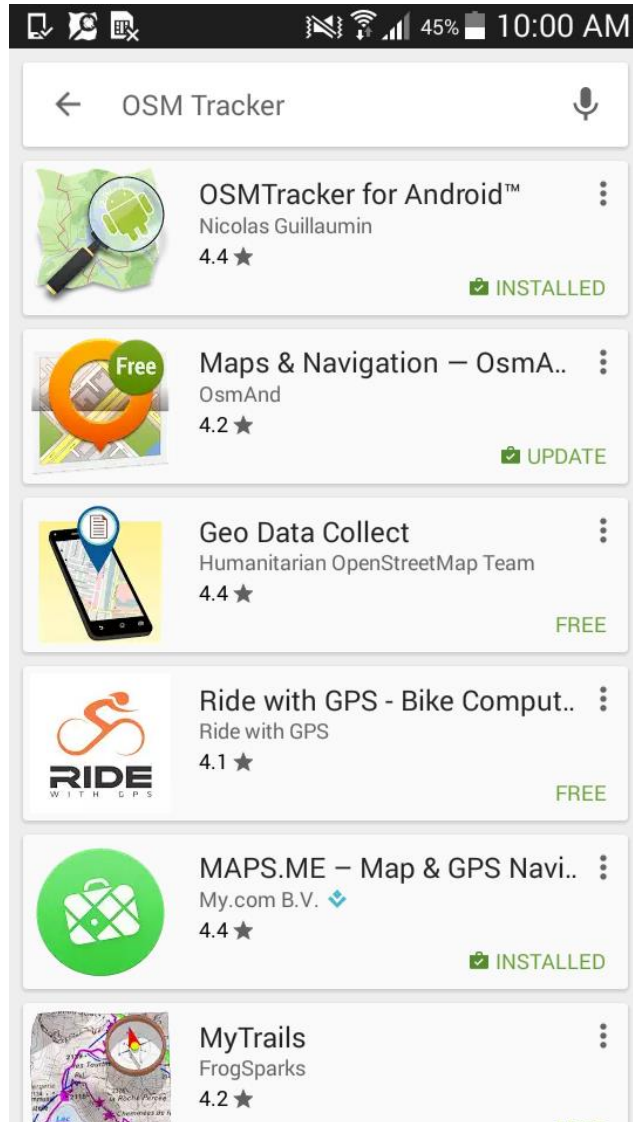 45% 10:00 AM
OSM Tracker
OSMTracker for Android™
Nicolas Guillaumin
4.4 ★
INSTALLED
Free
Maps & Navigation — OsmA..
OsmAnd
4.2 ★
UPDATE
Geo Data Collect
Humanitarian OpenStreetMap Team
4.4 ★
FREE
Ride with GPS - Bike Comput..
RIDE
WITH GPS
Ride with GPS
4.1 ★
FREE
MAPS.ME – Map & GPS Navi..
My.com B.V.
4.4 ★
INSTALLED
MyTrails
FrogSparks
4.2 ★